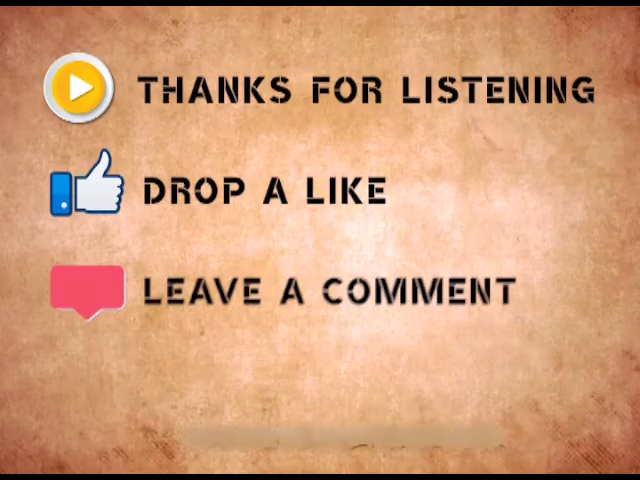 THANKS FOR LISTENING
DROP A LIKE
LEAVE A COMMENT